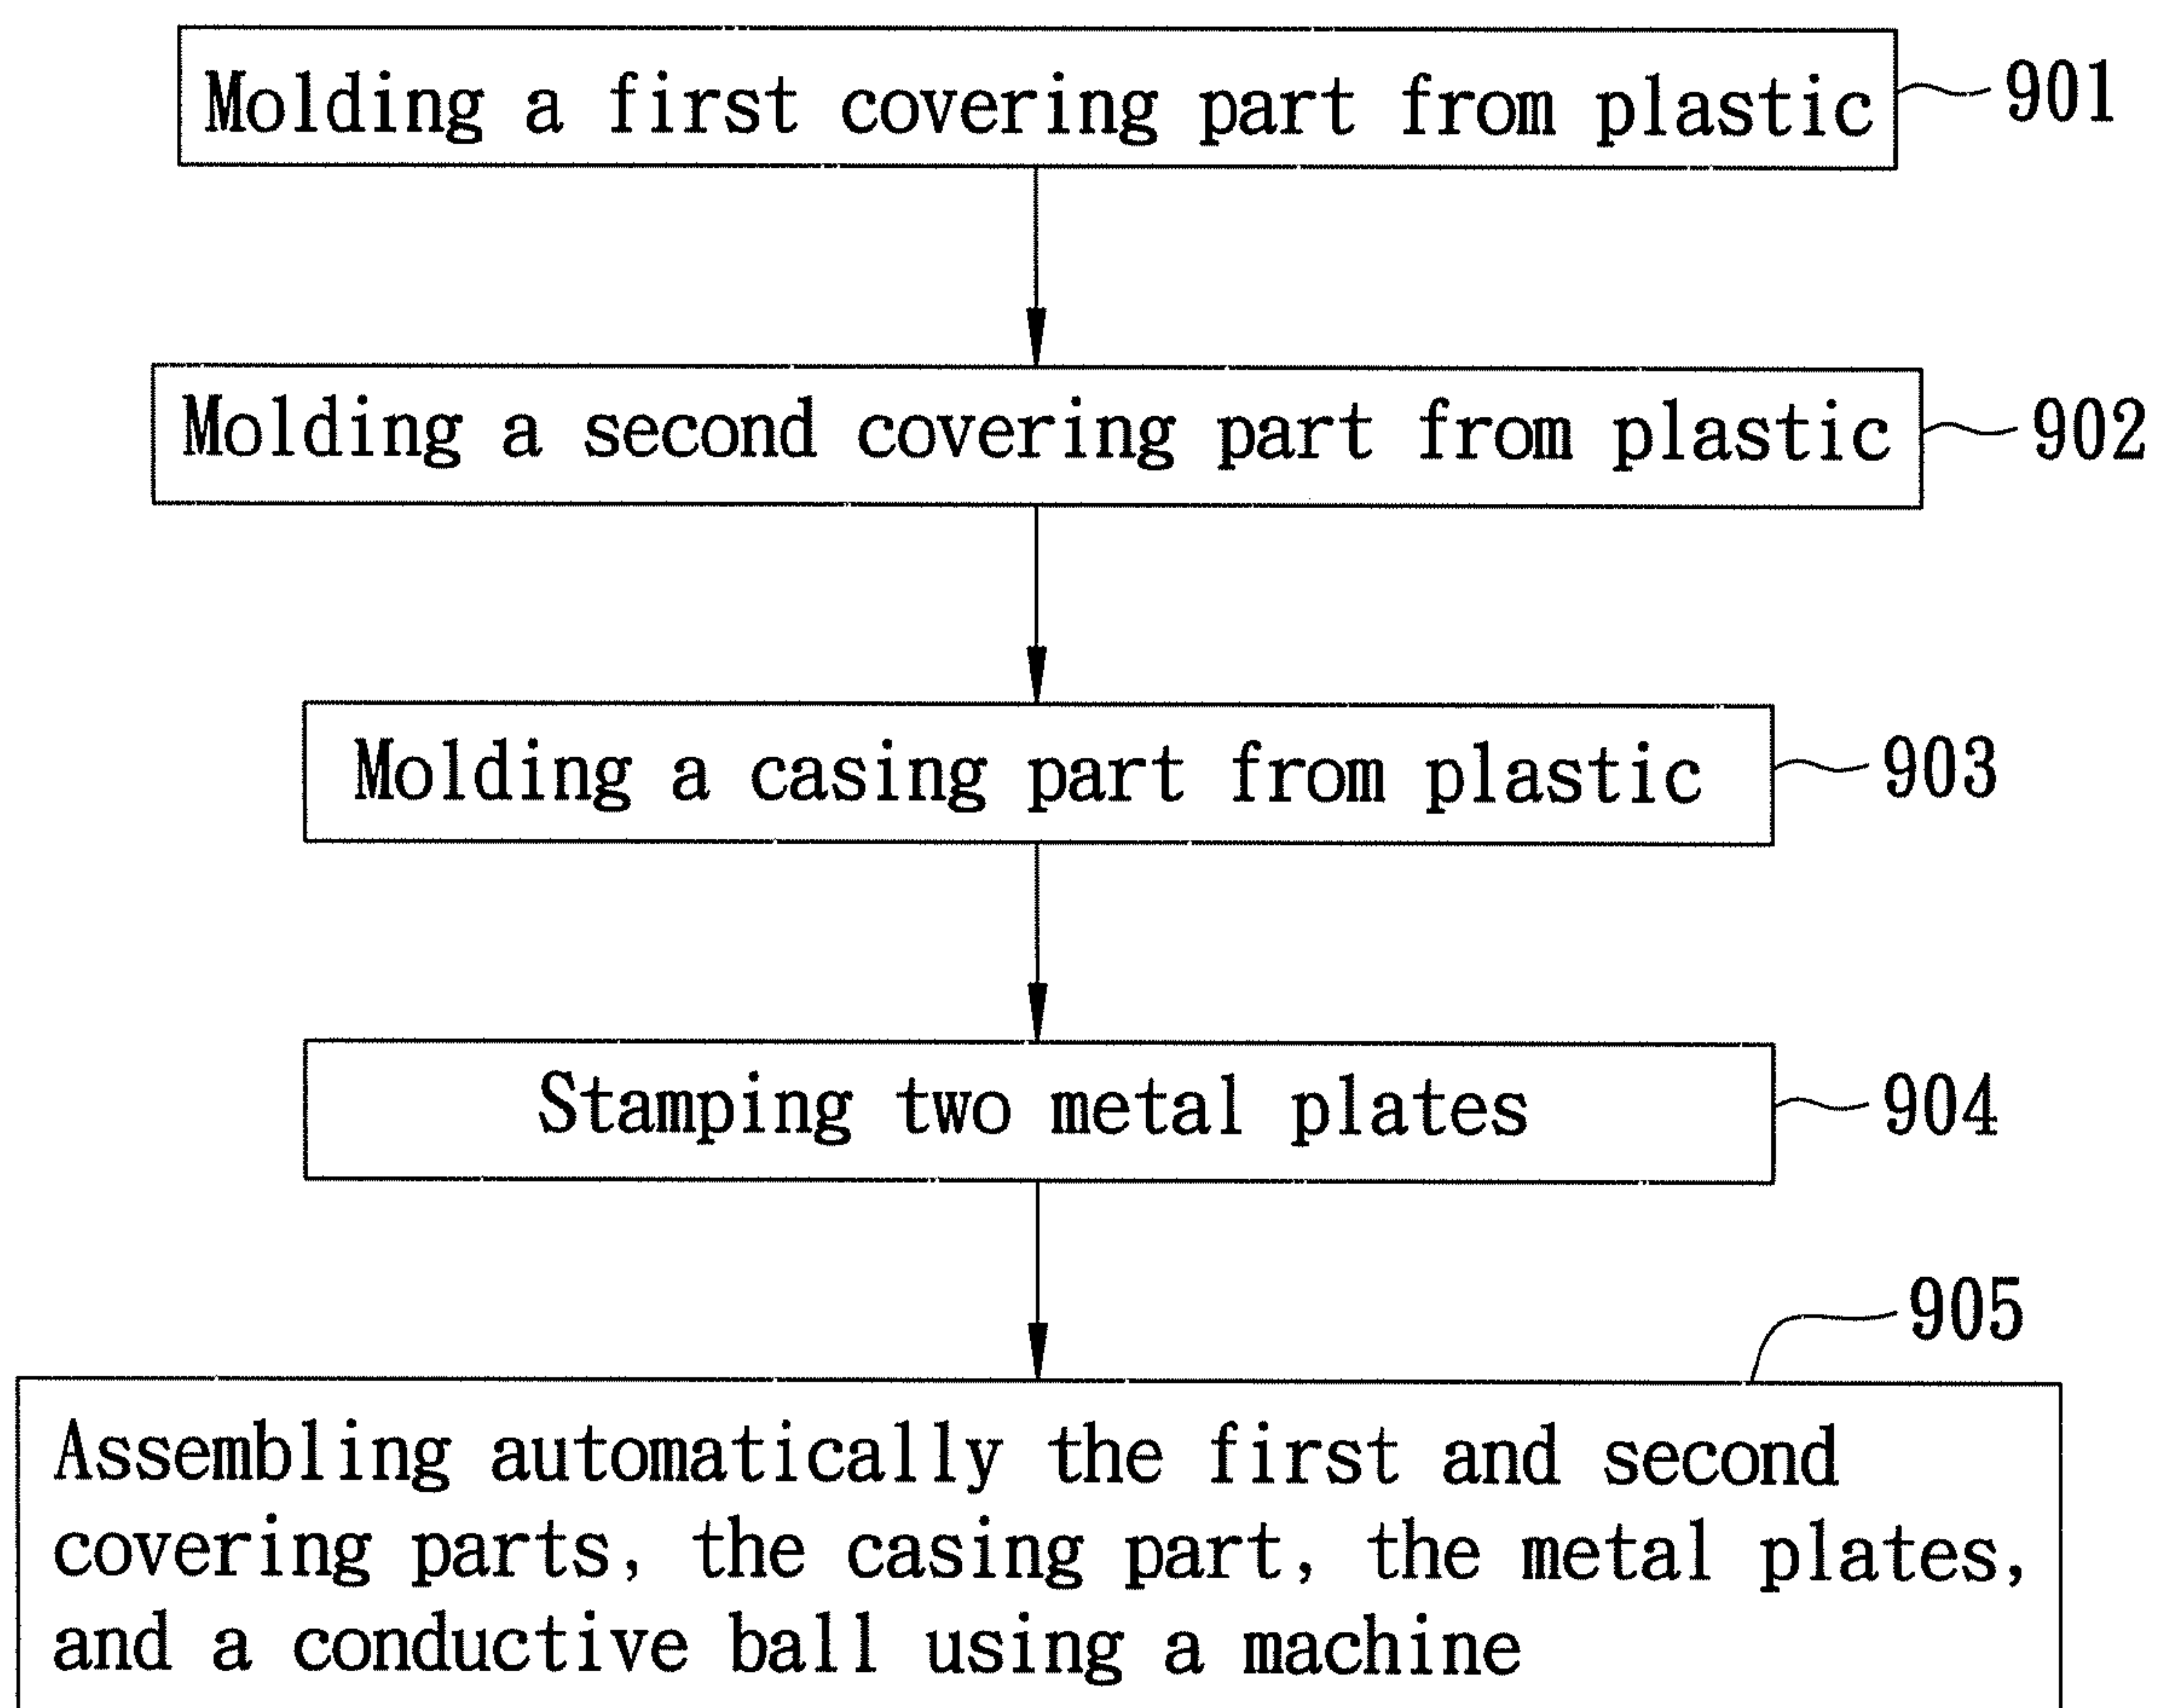 Molding a first covering part from plastic
901
Molding a second covering part from plastic
902
Molding a casing part from plastic
903
Stamping two metal plates
904
905
Assembling automatically the first and second
covering parts, the casing part, the metal plates,
and a conductive ball using a machine